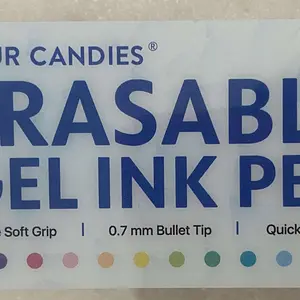 UR CANDIES®
RASABL
GEL INK PE
Soft Grip | 0.7 mm Bullet Tip | Quick